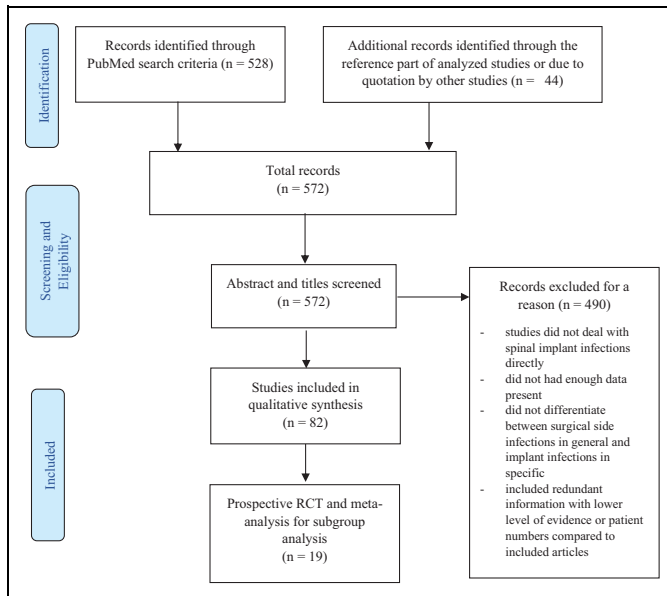 Identification
Records identified through
PubMed search criteria (n = 528)
Additional records identified through the
reference part of analyzed studies or due to
quotation by other studies (n = 44)
Total records
(n = 572)
Screening and
Eligibility
Abstract and titles screened
(n = 572)
Records excluded for a
reason (n = 490)
- studies did not deal with
spinal implant infections
directly
- did not had enough data
present
- did not differentiate
between surgical side
infections in general and
implant infections in
specific
- included redundant
information with lower
level of evidence or patient
numbers compared to
included articles
Included
Studies included in
qualitative synthesis
(n = 82)
Prospective RCT and meta-
analysis for subgroup
analysis
(n = 19)